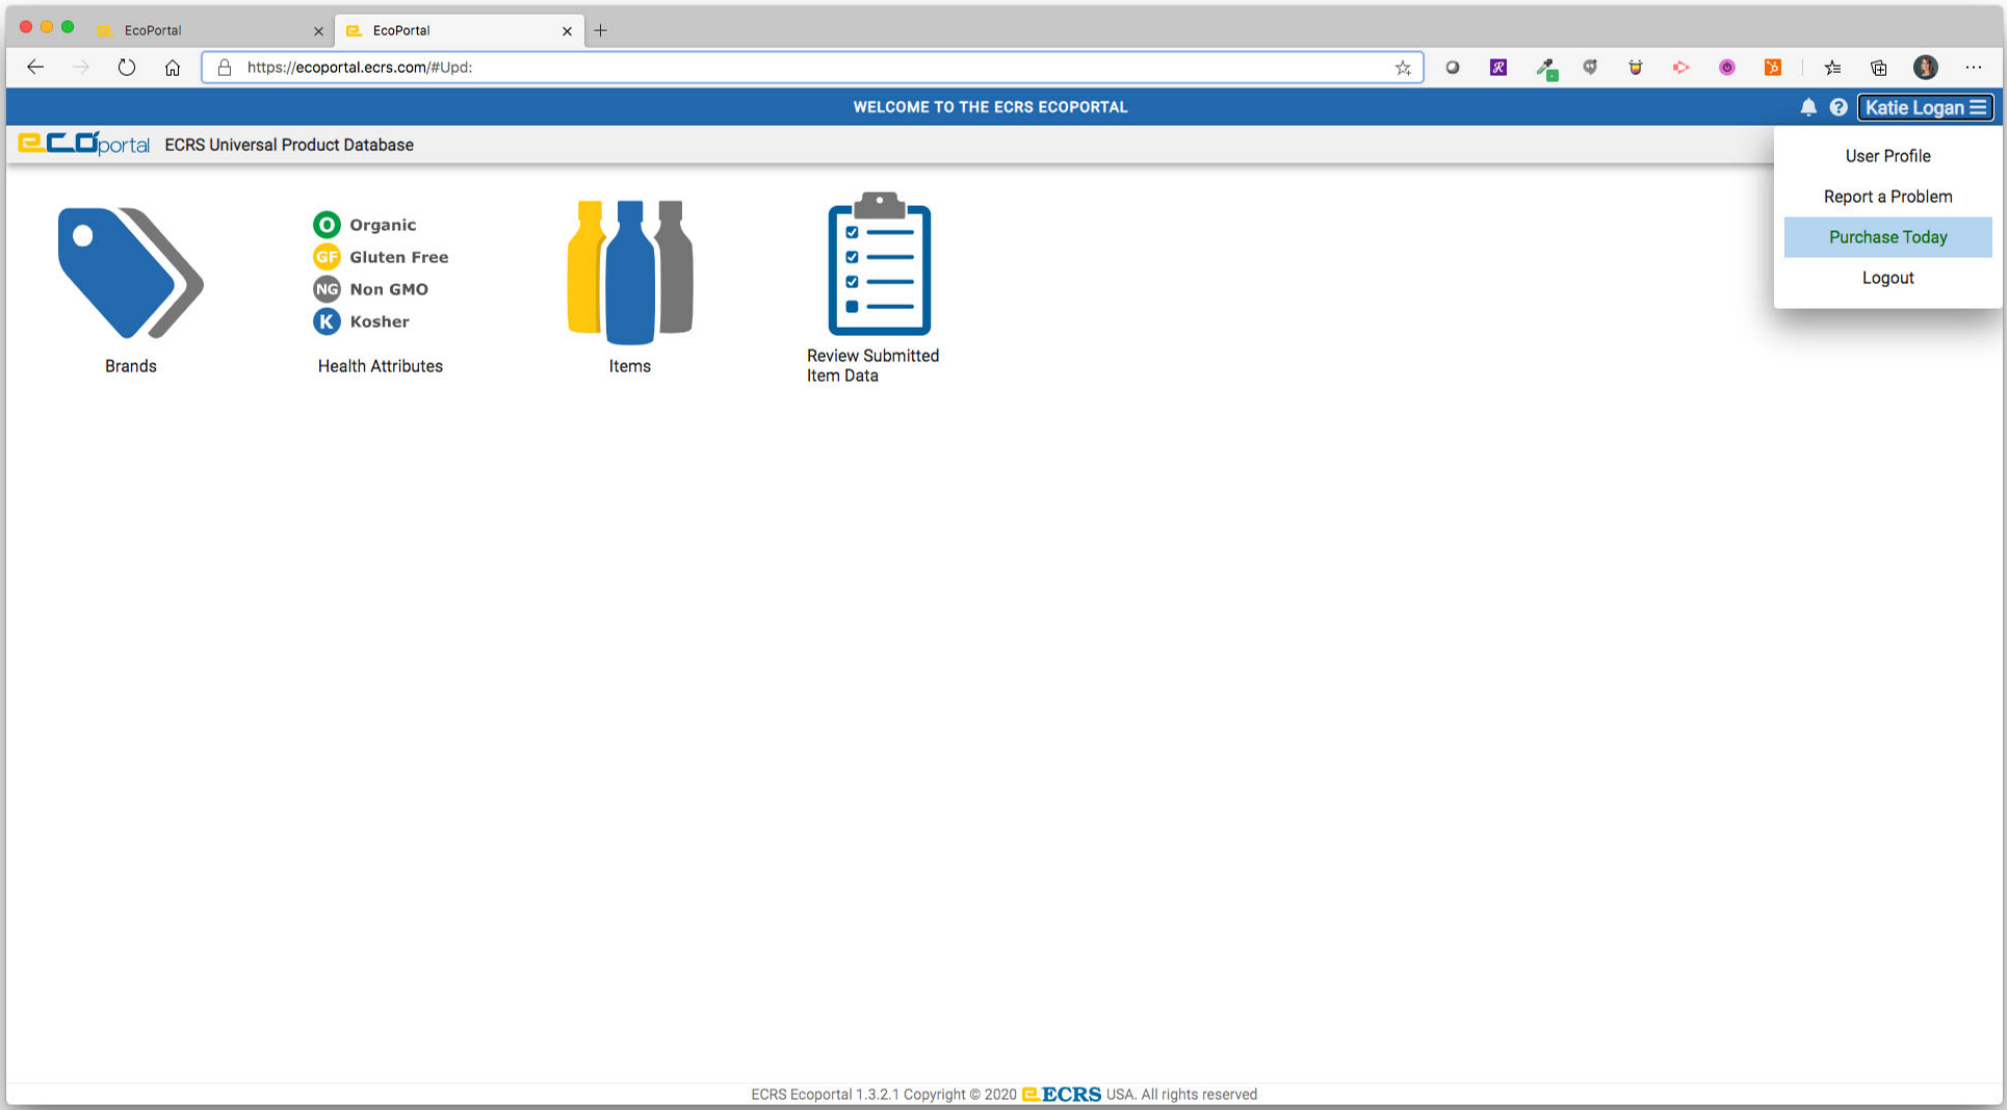 EcoPortal
EcoPortal
https://ecoportal.ecrs.com/#Upd:
WELCOME TO THE ECRS ECOPORTAL
Katie Logan
ecoportal ECRS Universal Product Database
User Profile
Report a Problem
Purchase Today
Logout
O Organic
GF Gluten Free
NG Non GMO
K Kosher
Brands
Health Attributes
Items
Review Submitted
Item Data
ECRS Ecoportal 1.3.2.1 Copyright © 2020 ECRS USA. All rights reserved